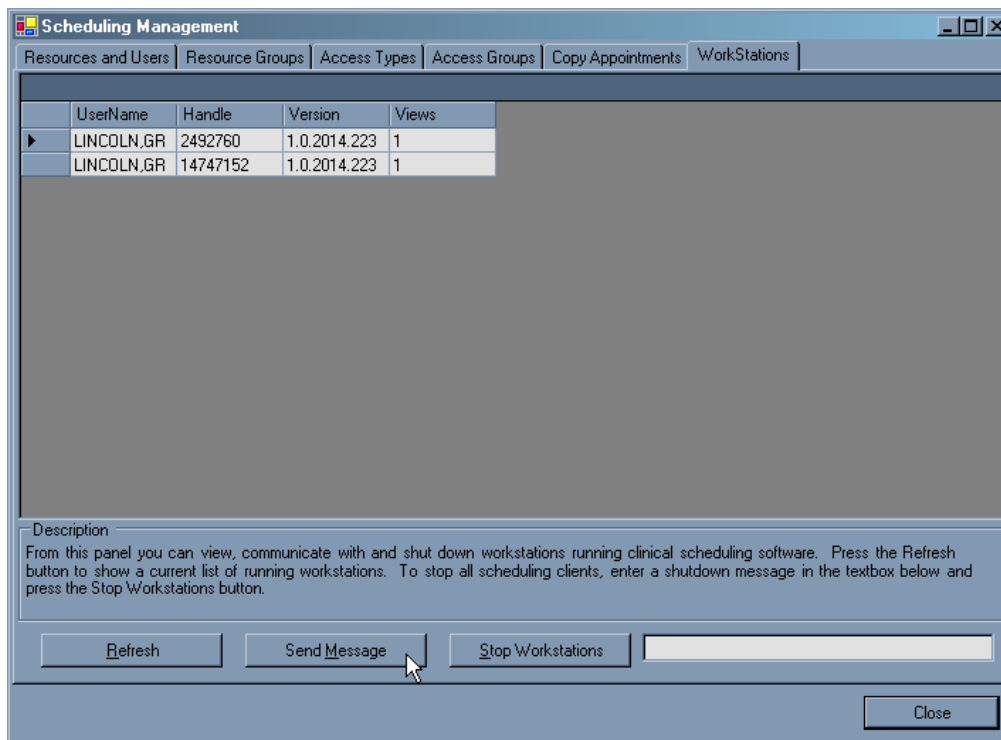 Scheduling Management
Resources and Users Resource Groups Access Types Access Groups Copy Appointments WorkStations
UserName Handle Version Views
LINCOLN,GR 2492760 1.0.2014.223 1
LINCOLN,GR 14747152 1.0.2014.223 1
Description
From this panel you can view, communicate with and shut down workstations running clinical scheduling software. Press the Refresh
button to show a current list of running workstations. To stop all scheduling clients, enter a shutdown message in the textbox below and
press the Stop Workstations button.
Refresh Send Message Stop Workstations
Close